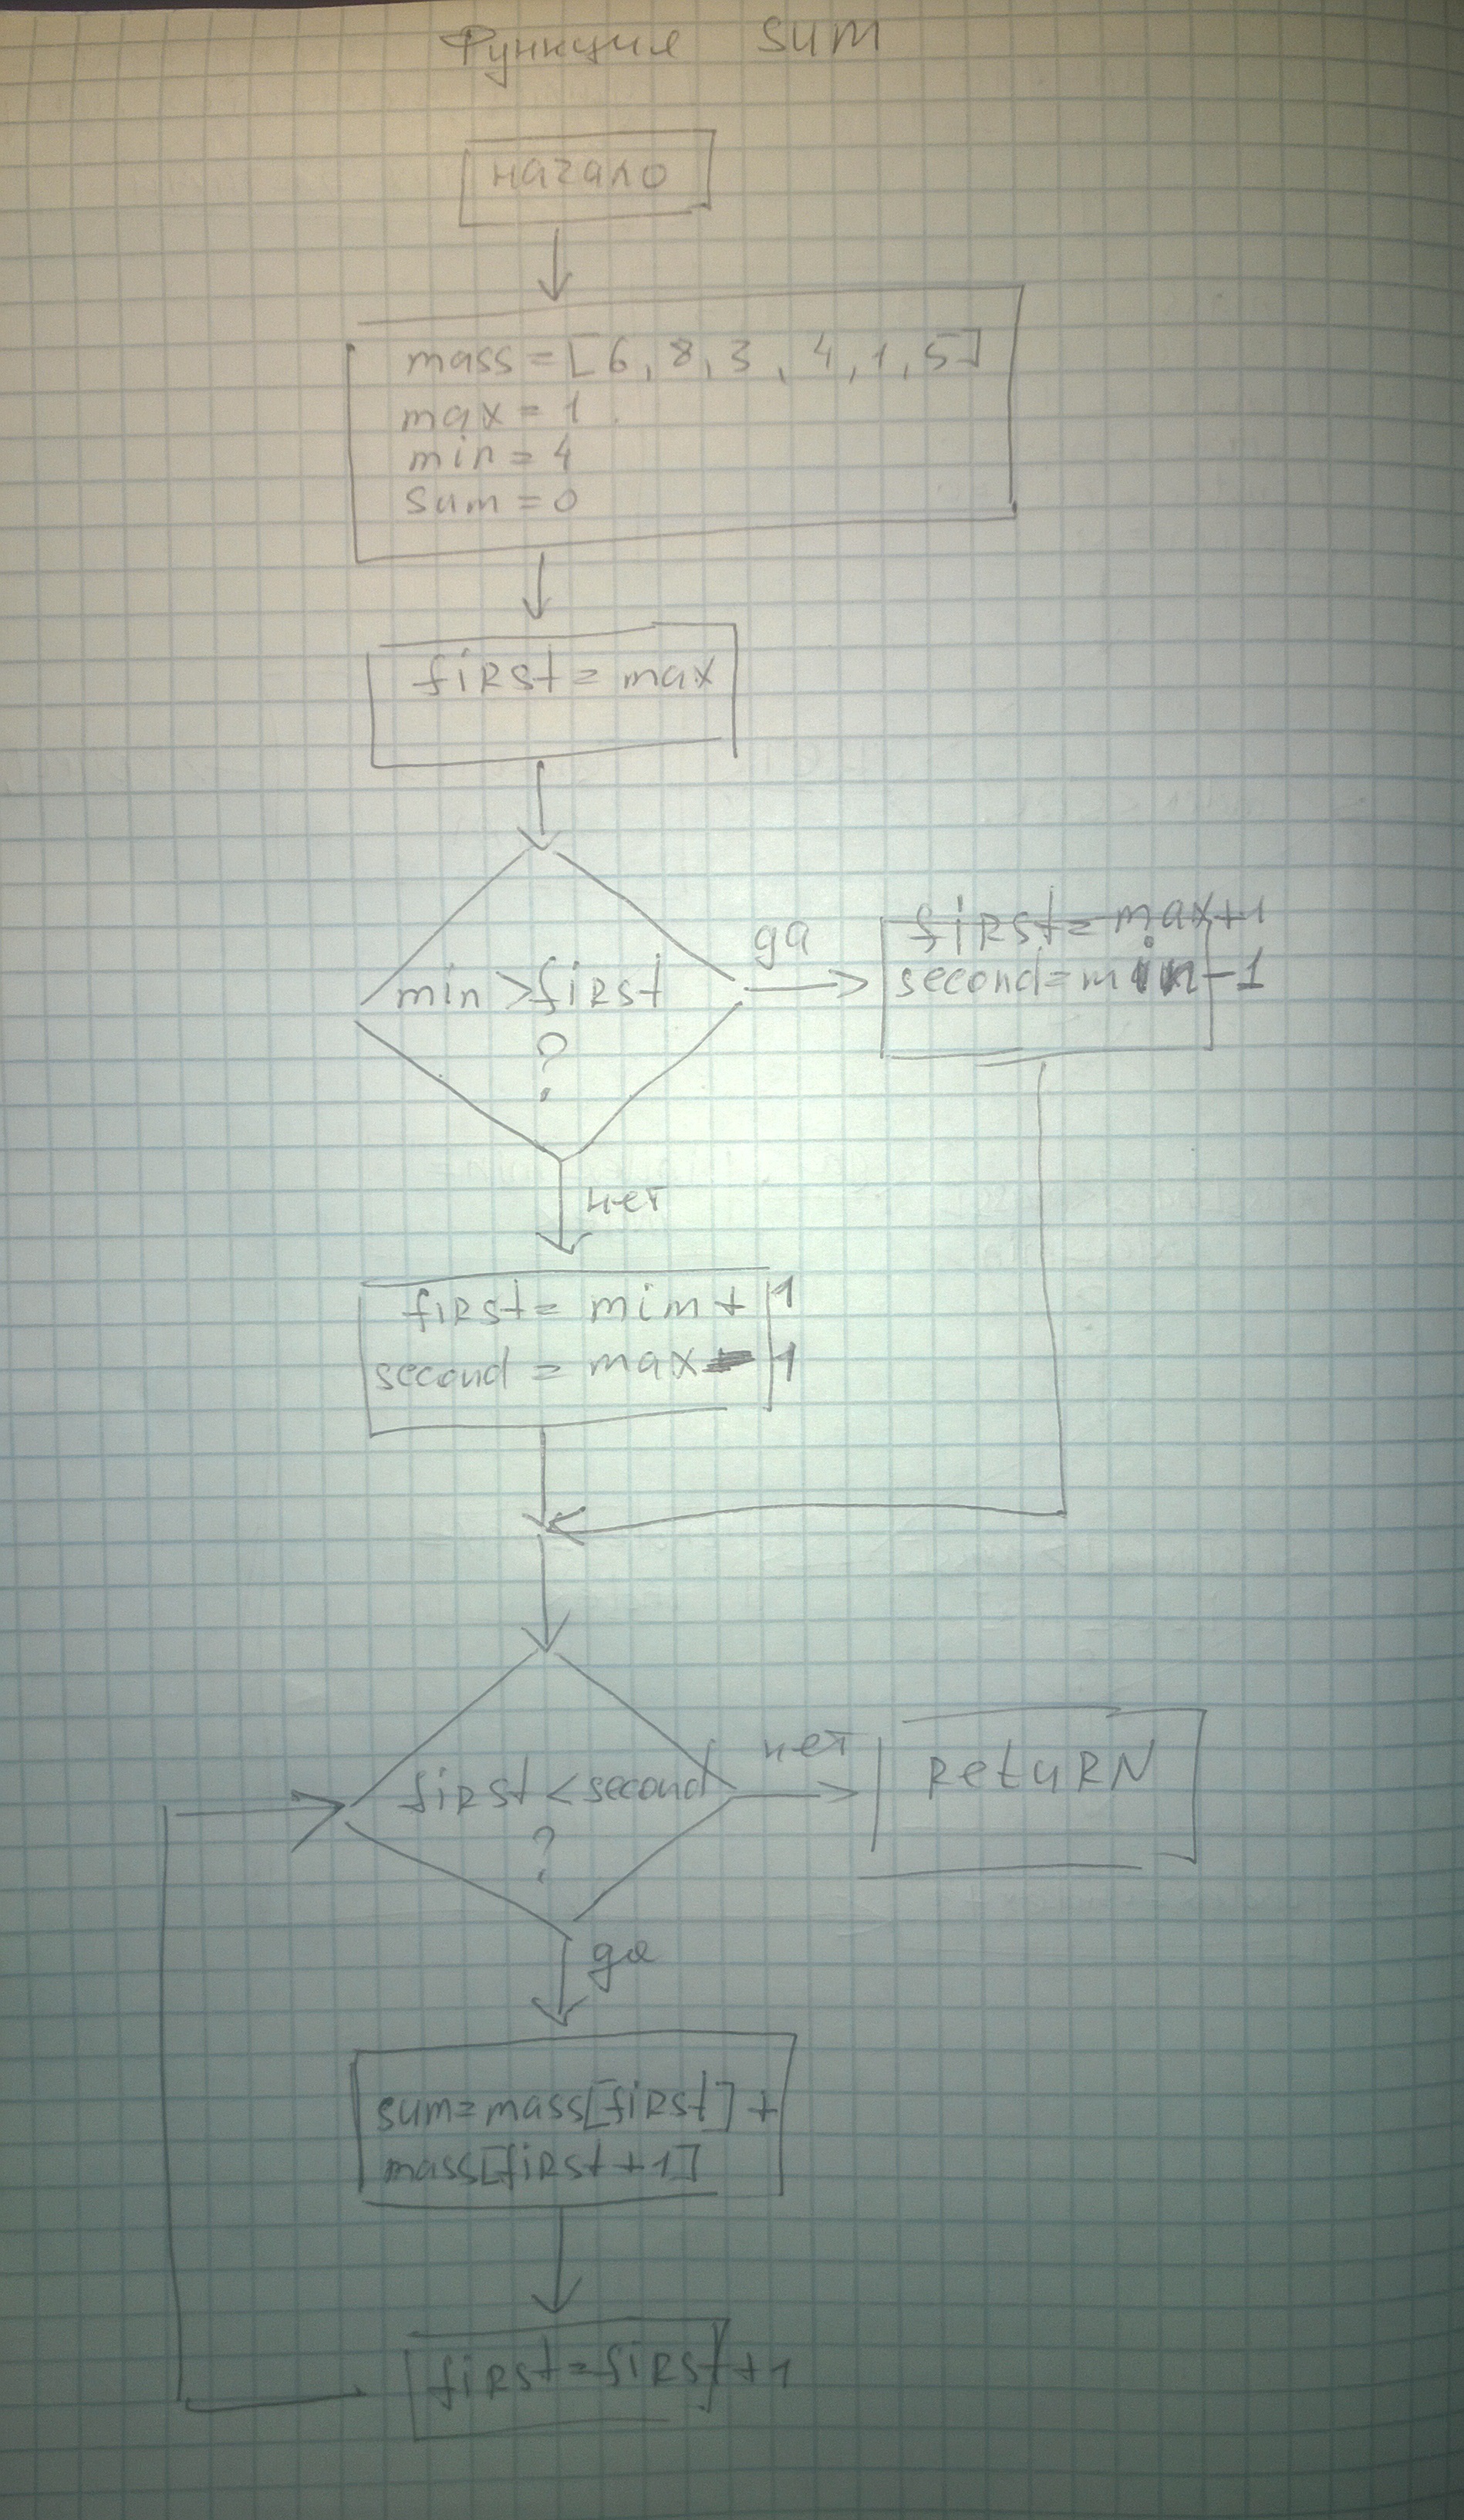 Функция sum
начало
mass = [6, 8, 3, 4, 1, 5]
max = 1
min = 4
sum = 0
first = max
min > first
?
да
first = max + 1
second = min - 1
нет
first = mim + 1
second = max - 1
first < second
?
нет
Return
да
sum = mass[first] +
mass[first + 1]
first = first + 1